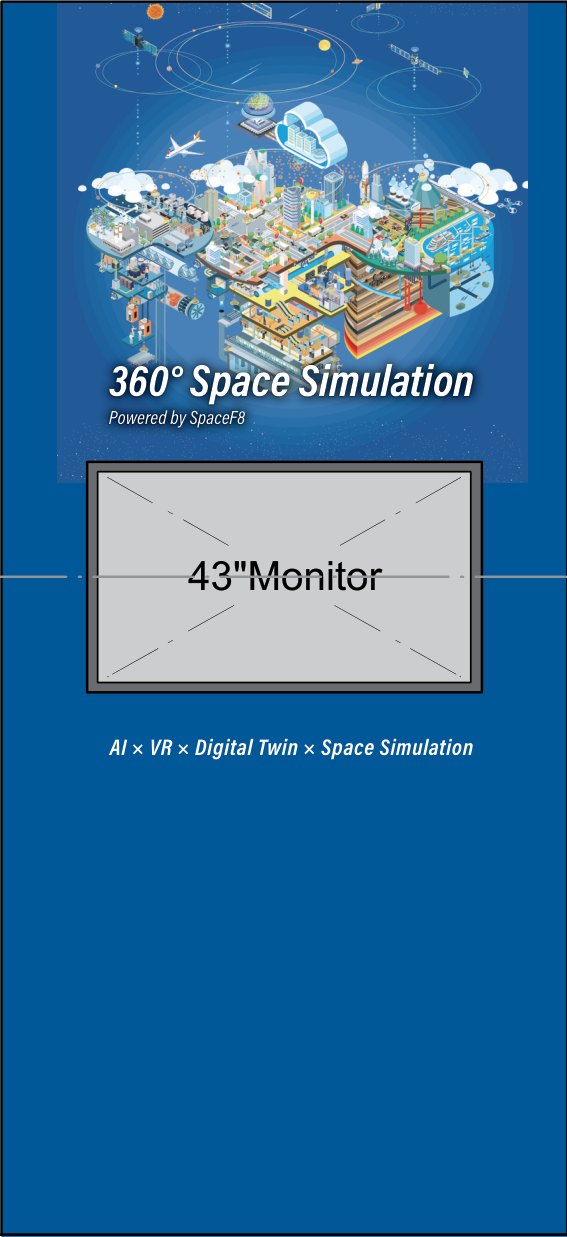 360° Space Simulation
Powered by SpaceF8
43"Monitor
AI × VR × Digital Twin × Space Simulation